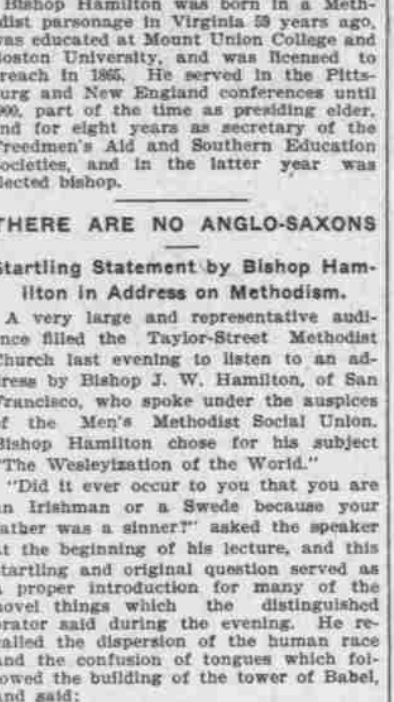 Bishop Hamilton was born in a Meth-
dist parsonage in Virginia 59 years ago,
was educated at Mount Union College and
Boston University, and was licensed to
reach in 1865. He served in the Pitts-
urg and New England conferences until
900, part of the time as presiding elder,
nd for eight years as secretary of the
Freedmen's Aid and Southern Education
ocieties, and in the latter year was
lected bishop.
THERE ARE NO ANGLO-SAXONS
Startling Statement by Bishop Ham-
ilton in Address on Methodism.
A very large and representative audi-
nce filled the Taylor-Street Methodist
Church last evening to listen to an ad-
ress by Bishop J. W. Hamilton, of San
Francisco, who spoke under the auspices
of the Men's Methodist Social Union.
Bishop Hamilton chose for his subject
"The Wesleyization of the World."
"Did it ever occur to you that you are
an Irishman or a Swede because your
father was a sinner?" asked the speaker
at the beginning of his lecture, and this
startling and original question served as
a proper introduction for many of the
novel things which the distinguished
orator said during the evening. He re-
called the dispersion of the human race
and the confusion of tongues which fol-
lowed the building of the tower of Babel,
and said: